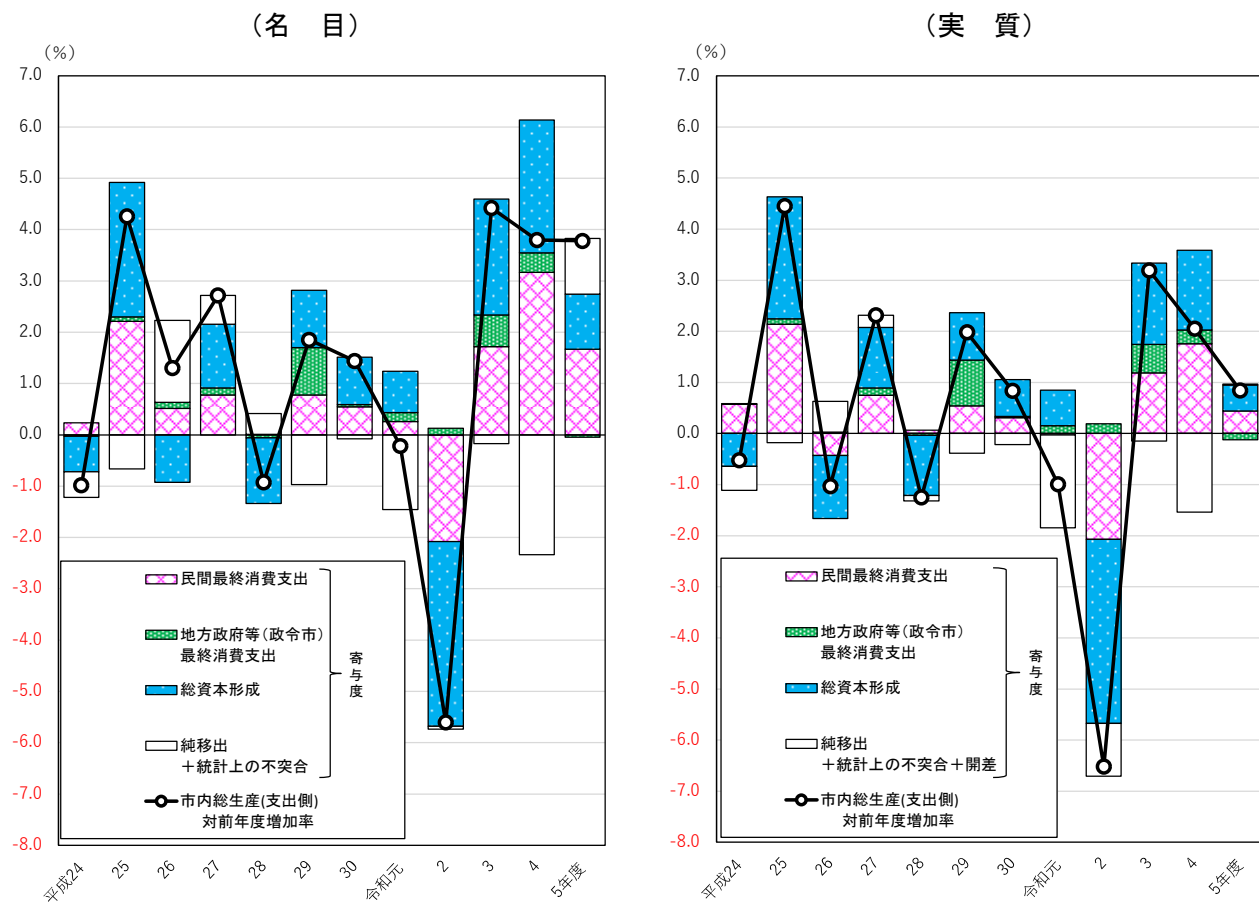 （名　目）
（%）
7.0
6.0
5.0
4.0
3.0
2.0
1.0
0.0
-1.0
-2.0
-3.0
-4.0
-5.0
-6.0
-7.0
-8.0
民間最終消費支出
地方政府等（政令市）
最終消費支出
総資本形成
純移出
＋統計上の不突合
寄与度
市内総生産(支出側)
対前年度増加率
平成24
25
26
27
28
29
30
令和元
2
3
4
5年度
（実　質）
（%）
7.0
6.0
5.0
4.0
3.0
2.0
1.0
0.0
-1.0
-2.0
-3.0
-4.0
-5.0
-6.0
-7.0
-8.0
民間最終消費支出
地方政府等（政令市）
最終消費支出
総資本形成
純移出
＋統計上の不突合＋開差
寄与度
市内総生産(支出側)
対前年度増加率
平成24
25
26
27
28
29
30
令和元
2
3
4
5年度